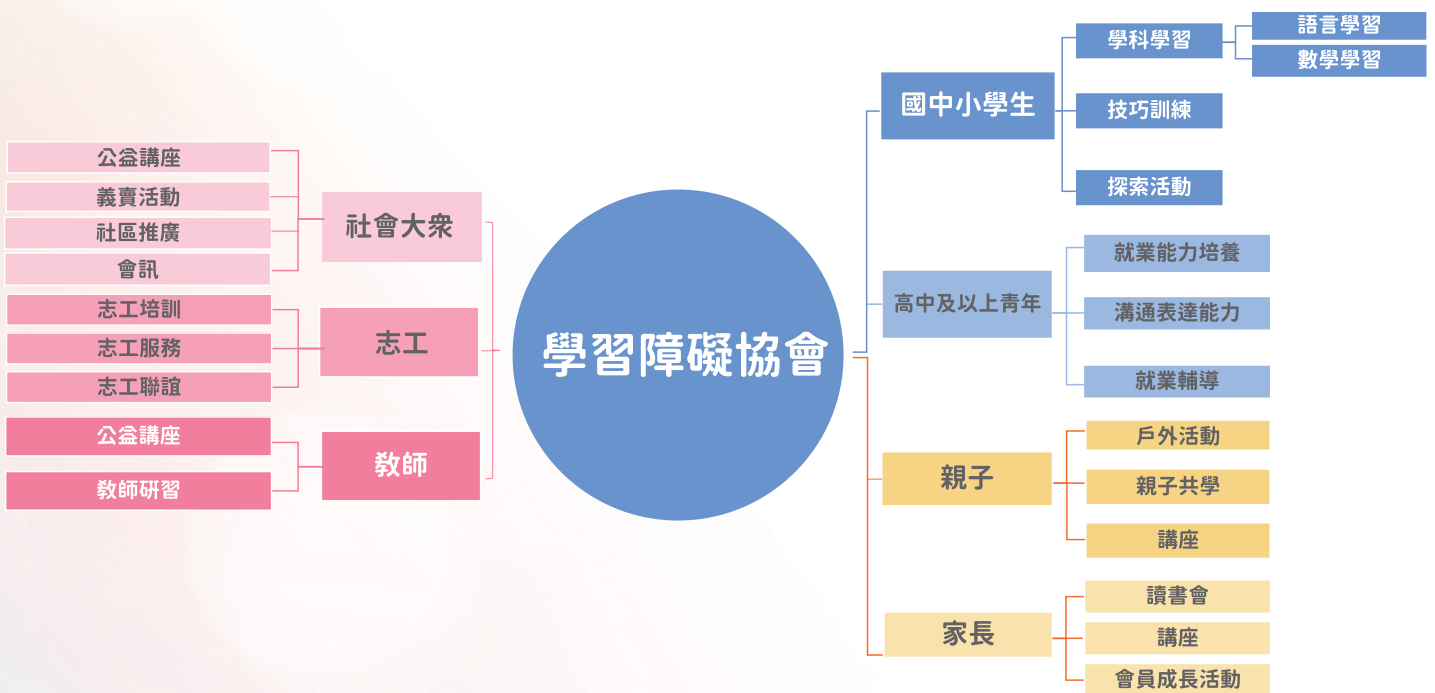 學習障礙協會
國中小學生
學科學習
語言學習
數學學習
技巧訓練
探索活動
高中及以上青年
就業能力培養
溝通表達能力
就業輔導
親子
戶外活動
親子共學
講座
家長
讀書會
講座
會員成長活動
社會大眾
公益講座
義賣活動
社區推廣
會訊
志工
志工培訓
志工服務
志工聯誼
教師
公益講座
教師研習